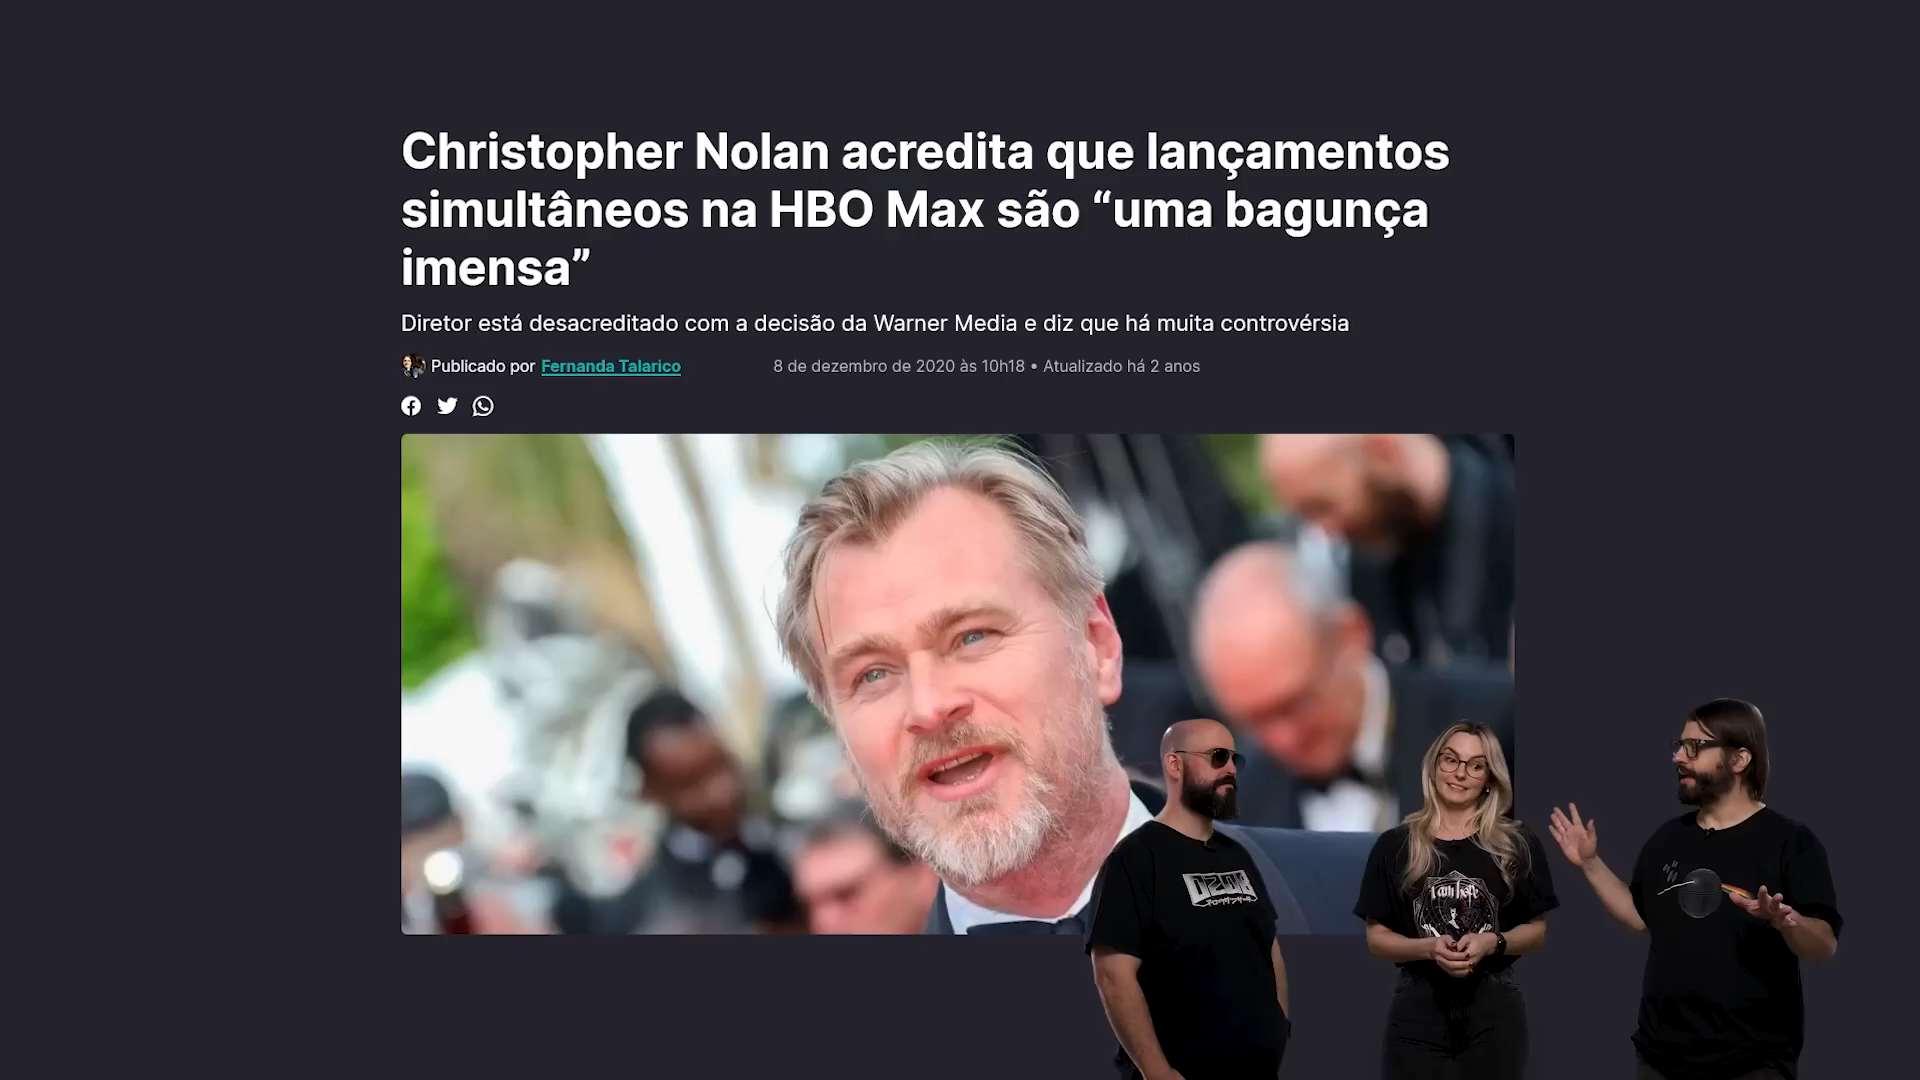 Christopher Nolan acredita que lançamentos
simultâneos na HBO Max são “uma bagunça
imensa”
Diretor está desacreditado com a decisão da Warner Media e diz que há muita controvérsia
Publicado por Fernanda Talarico 8 de dezembro de 2020 às 10h18 • Atualizado há 2 anos
I am hope